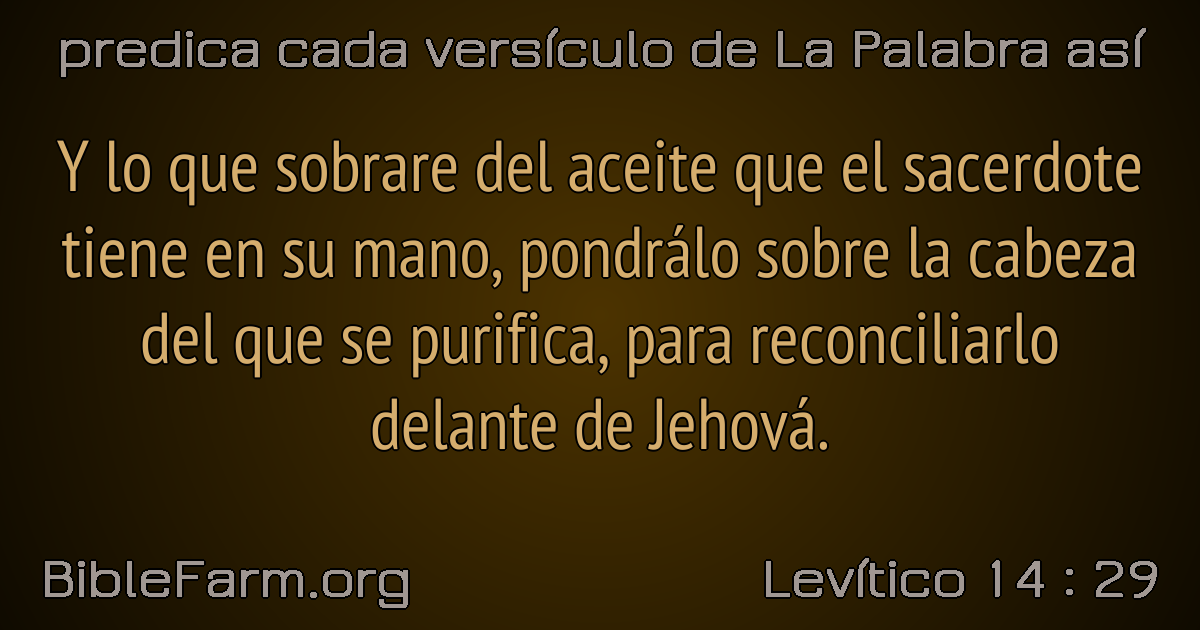 predica cada versículo de La Palabra así
Y lo que sobrare del aceite que el sacerdote
tiene en su mano, pondrálo sobre la cabeza
del que se purifica, para reconciliarlo
delante de Jehová.
BibleFarm.org
Levítico 14 : 29